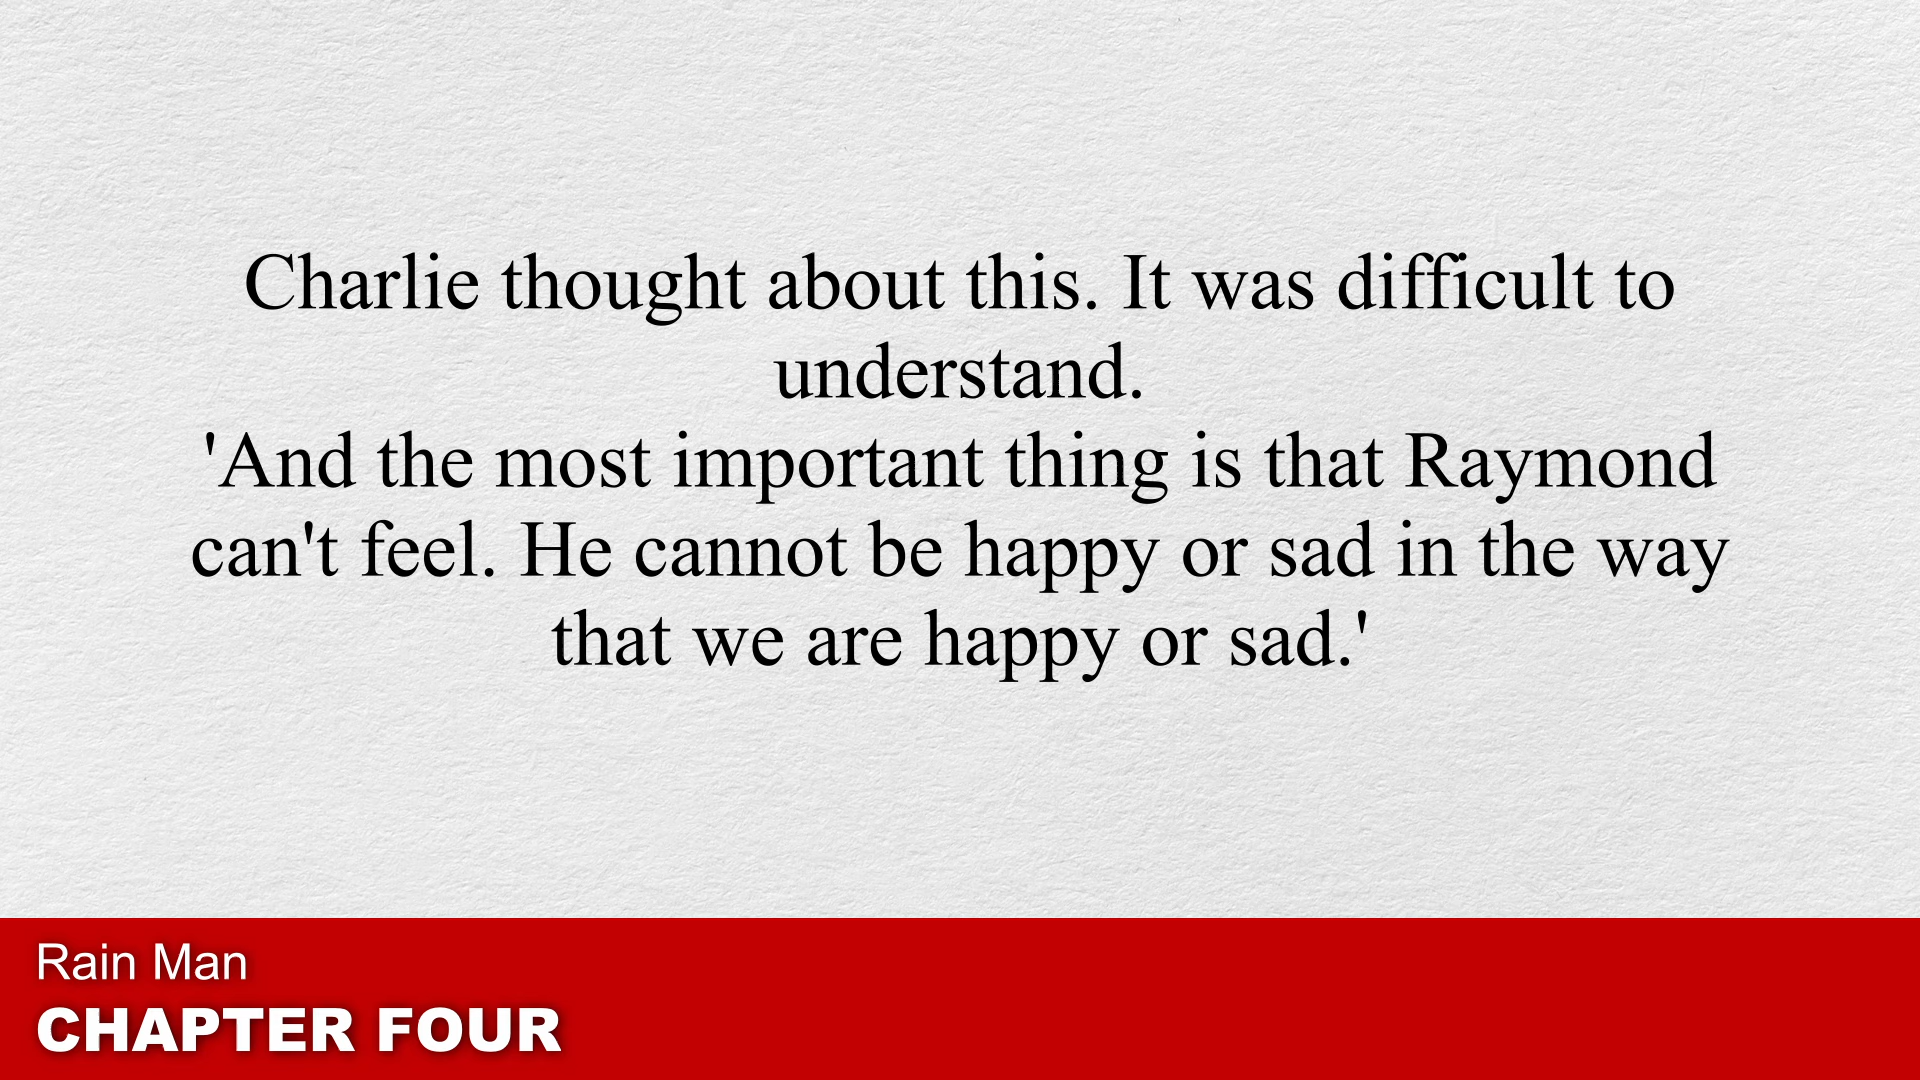 Charlie thought about this. It was difficult to
understand.
'And the most important thing is that Raymond
can't feel. He cannot be happy or sad in the way
that we are happy or sad.'
Rain Man
CHAPTER FOUR